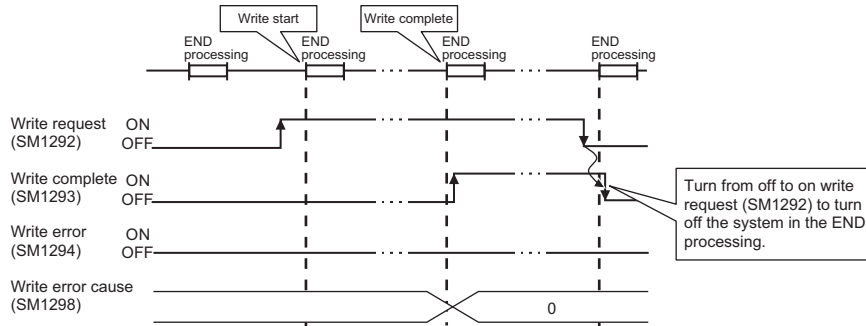 Write start
Write complete
END
processing
END
processing
END
processing
END
processing
Write request
(SM1292)
ON
OFF
Write complete
(SM1293)
ON
OFF
Write error
(SM1294)
ON
OFF
Write error cause
(SM1298)
0
Turn from off to on write
request (SM1292) to turn
off the system in the END
processing.